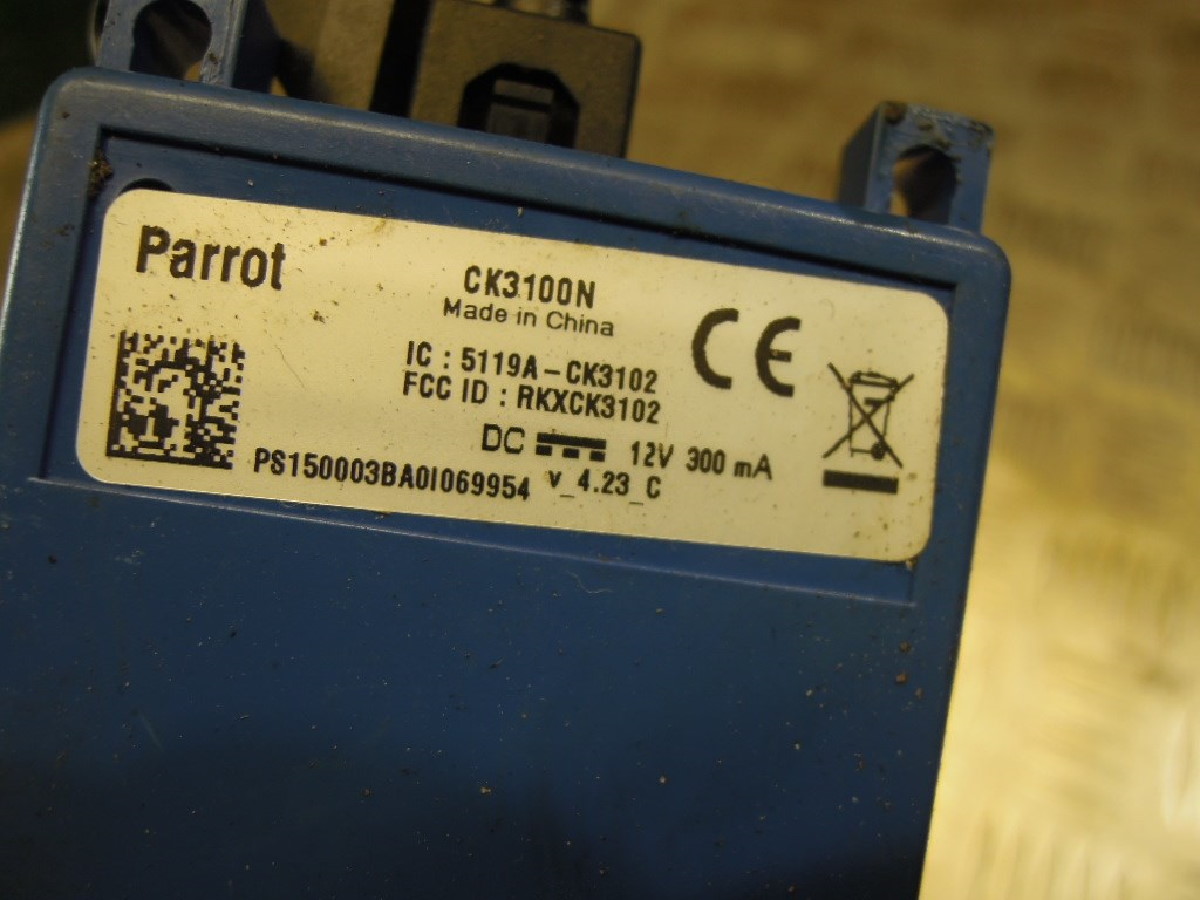 Parrot
CK3100N
Made in China
IC : 5119A - CK3102
FCC ID : RKXCK3102
DC 12V 300 mA
PS150003BA0I069954 v_4.23_C
CE